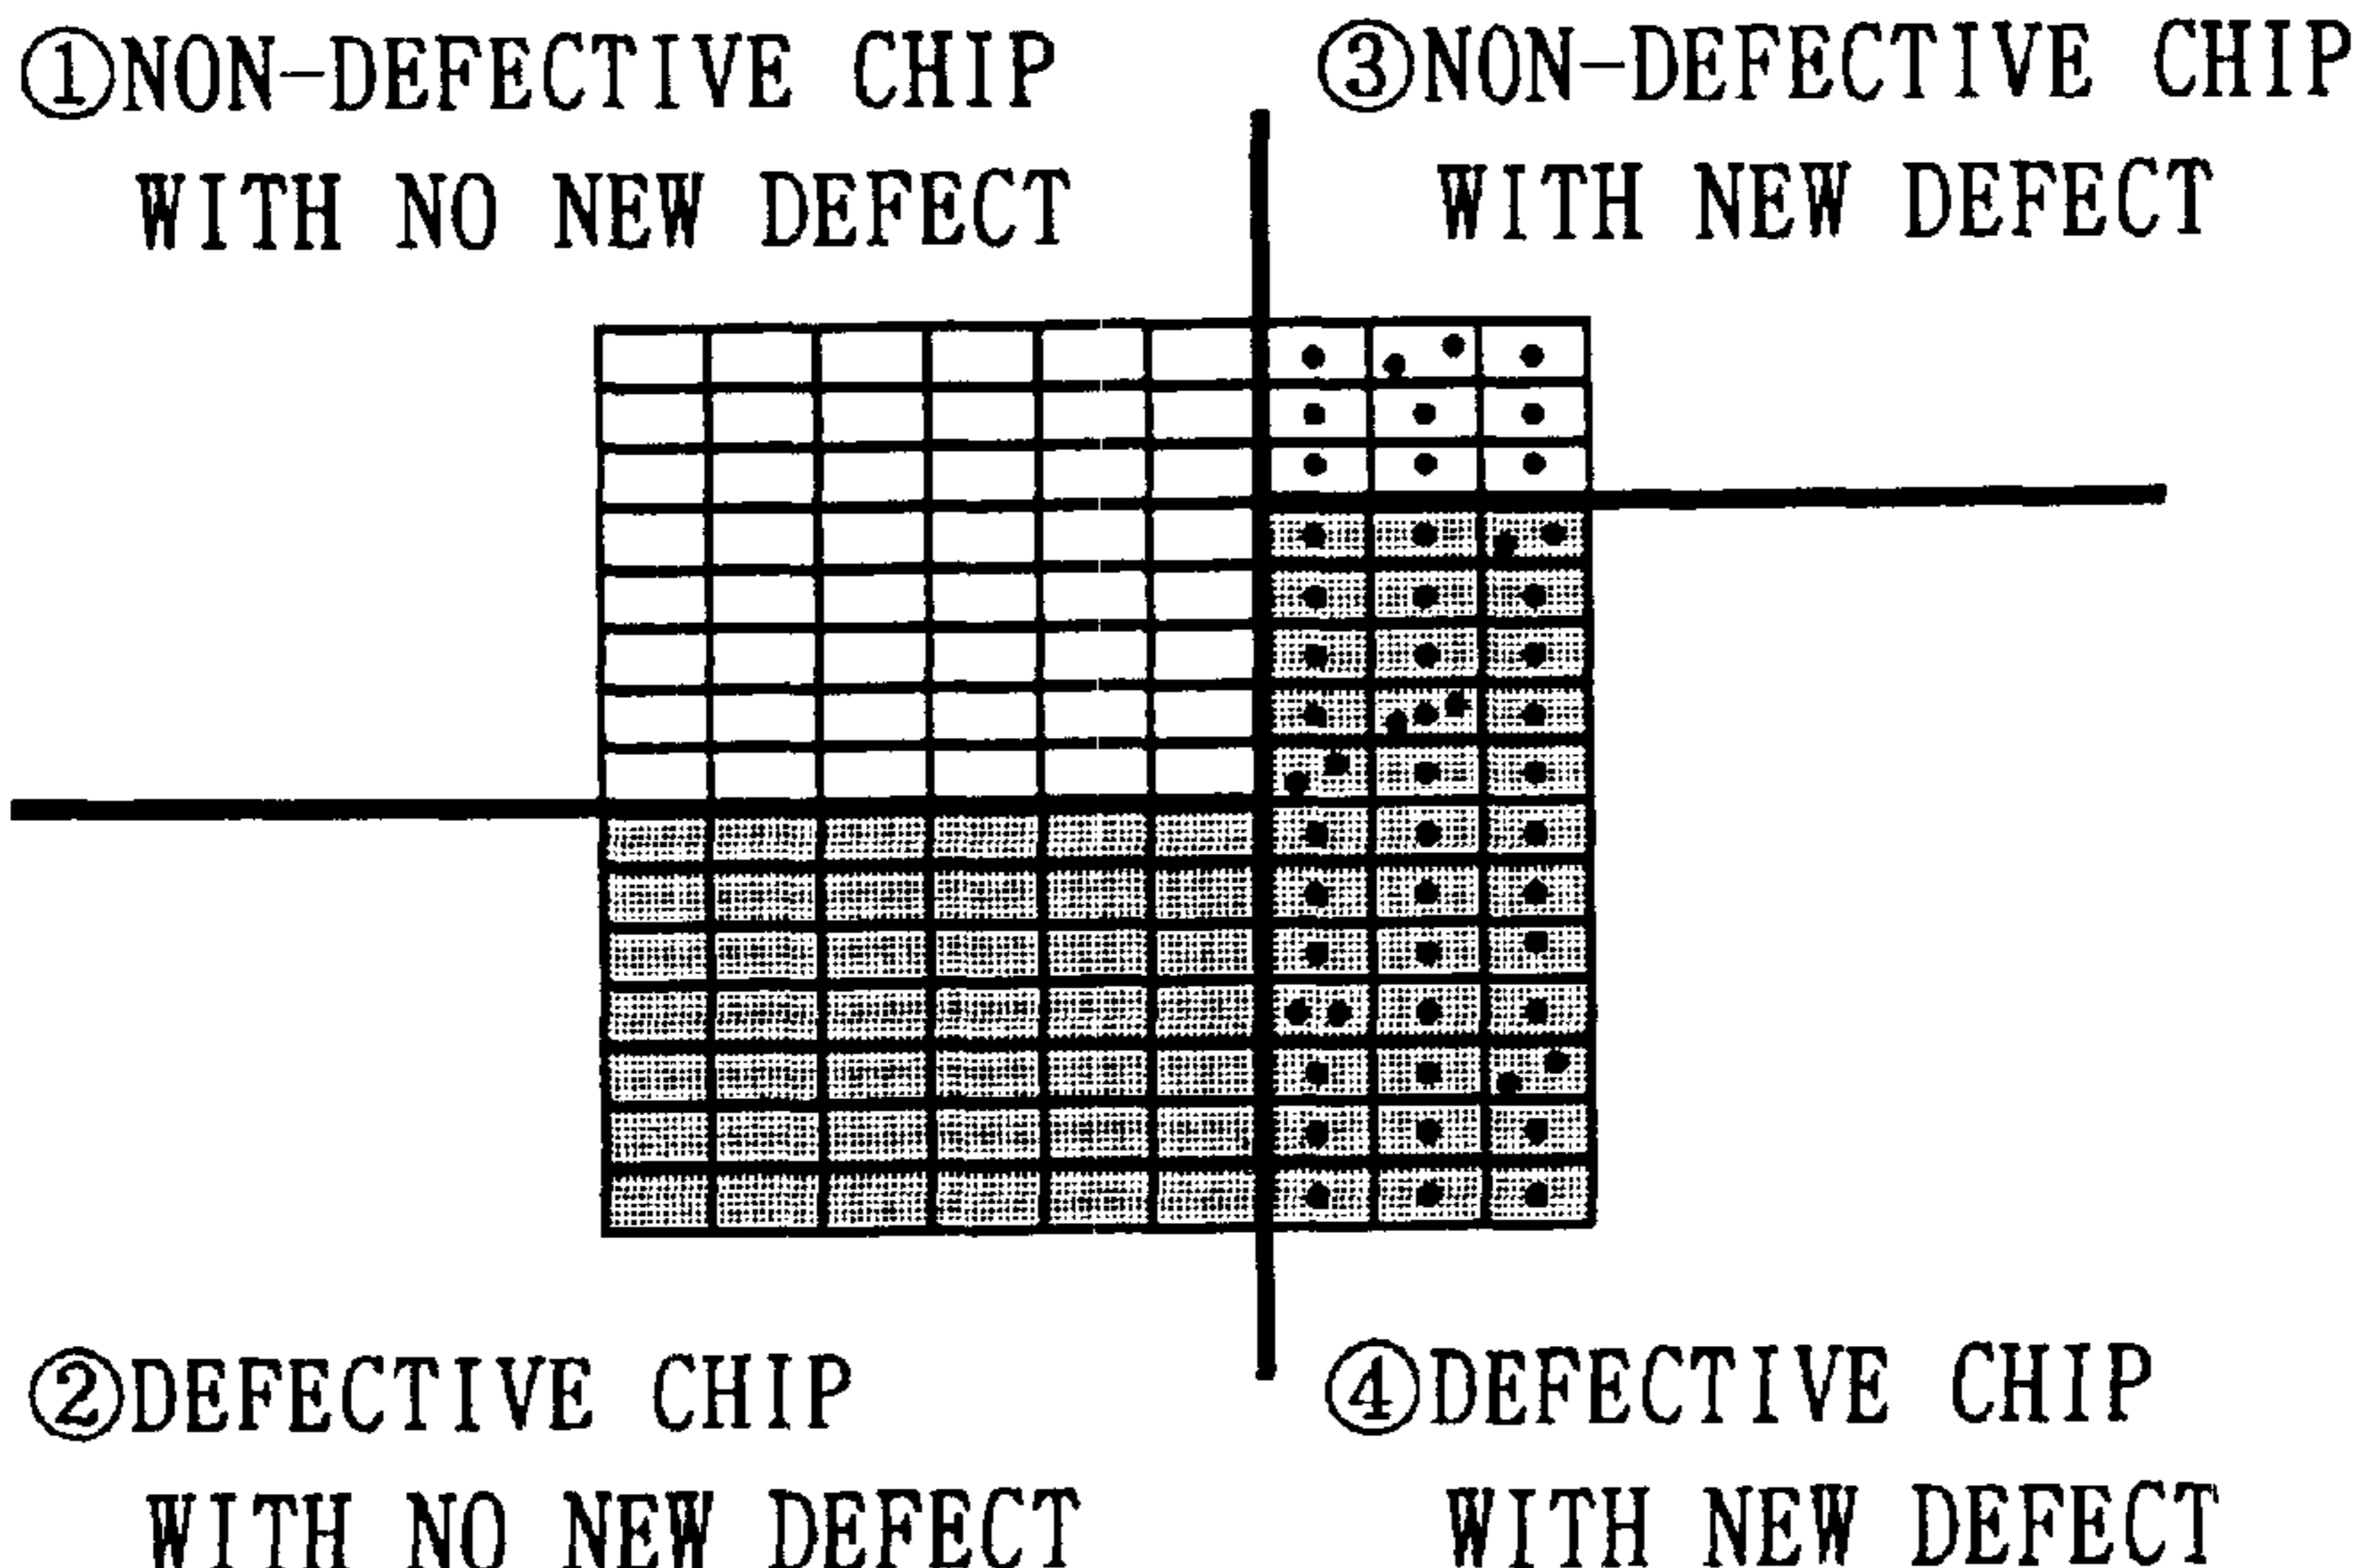 ①NON-DEFECTIVE CHIP
WITH NO NEW DEFECT
③NON-DEFECTIVE CHIP
WITH NEW DEFECT
②DEFECTIVE CHIP
WITH NO NEW DEFECT
④DEFECTIVE CHIP
WITH NEW DEFECT